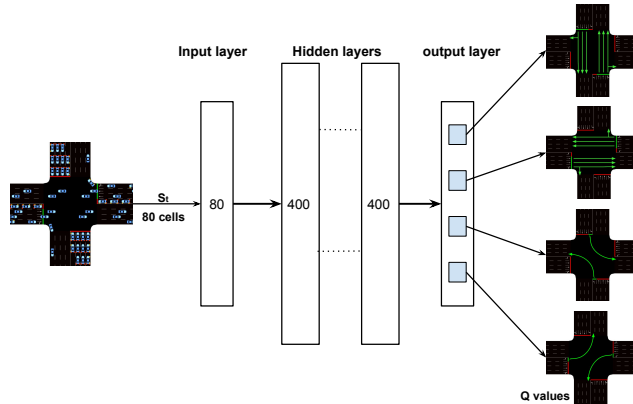 Input layer
Hidden layers
output layer
St
80 cells
80
400
400
Q values